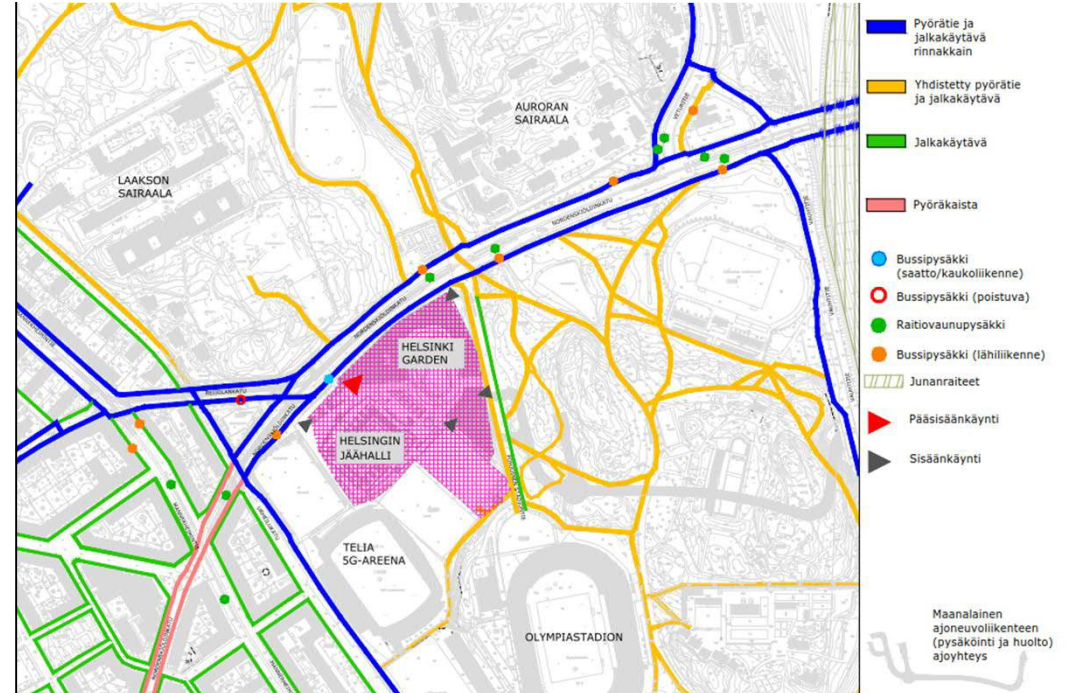 AURORAN
SAIRAALA
LAAKSON
SAIRAALA
NORDENSKIÖLDINKATU
NORDENSKIÖLDINKATU
HELSINKI
GARDEN
HELSINGIN
JÄÄHALLI
TELIA
5G-AREENA
OLYMPIASTADION
Pyörätie ja
jalkakäytävä
rinnakkain
Yhdistetty pyörätie
ja jalkakäytävä
Jalkakäytävä
Pyöräkaista
Bussipysäkki
(saatto/kaukoliikenne)
Bussipysäkki (poistuva)
Raitiovaunupysäkki
Bussipysäkki (lähiliikenne)
Junanraiteet
Pääsisäänkäynti
Sisäänkäynti
Maanalainen
ajoneuvoliikenteen
(pysäköinti ja huolto)
ajoyhteys